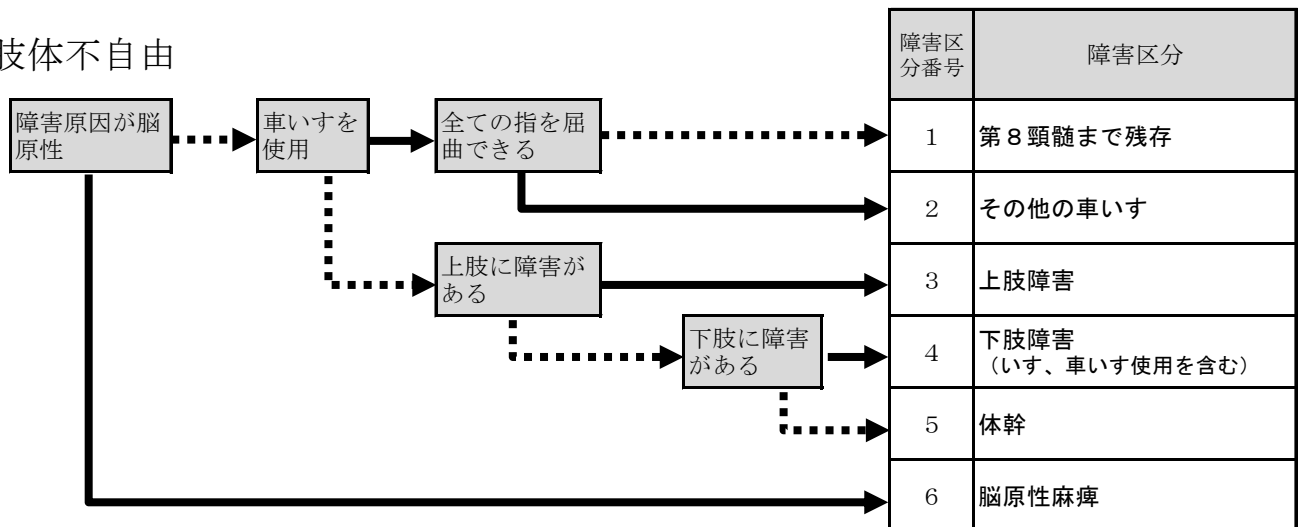 肢体不自由
障害区
分番号
障害区分
障害原因が脳
原性
車いすを
使用
全ての指を屈
曲できる
1
第８頸髄まで残存
2
その他の車いす
上肢に障害が
ある
3
上肢障害
下肢に障害
がある
4
下肢障害
（いす、車いす使用を含む）
5
体幹
6
脳原性麻痺